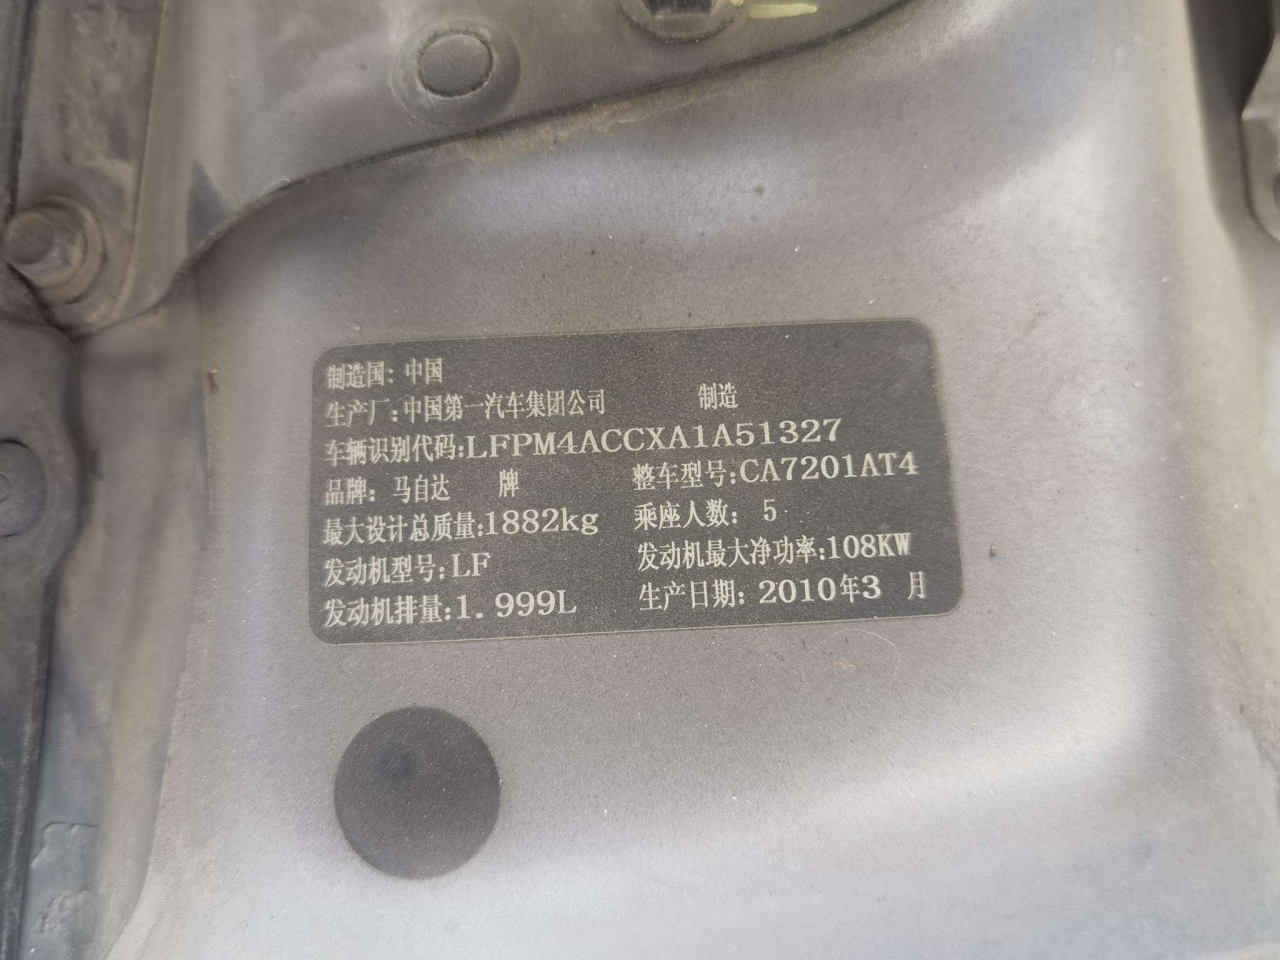 制造国：中国
生产厂：中国第一汽车集团公司 制造
车辆识别代码:LFPM4ACCXA1A51327
品牌：马自达 牌 整车型号:CA7201AT4
最大设计总质量:1882kg 乘座人数：5
发动机型号:LF 发动机最大净功率:108KW
发动机排量:1.999L 生产日期：2010年3 月